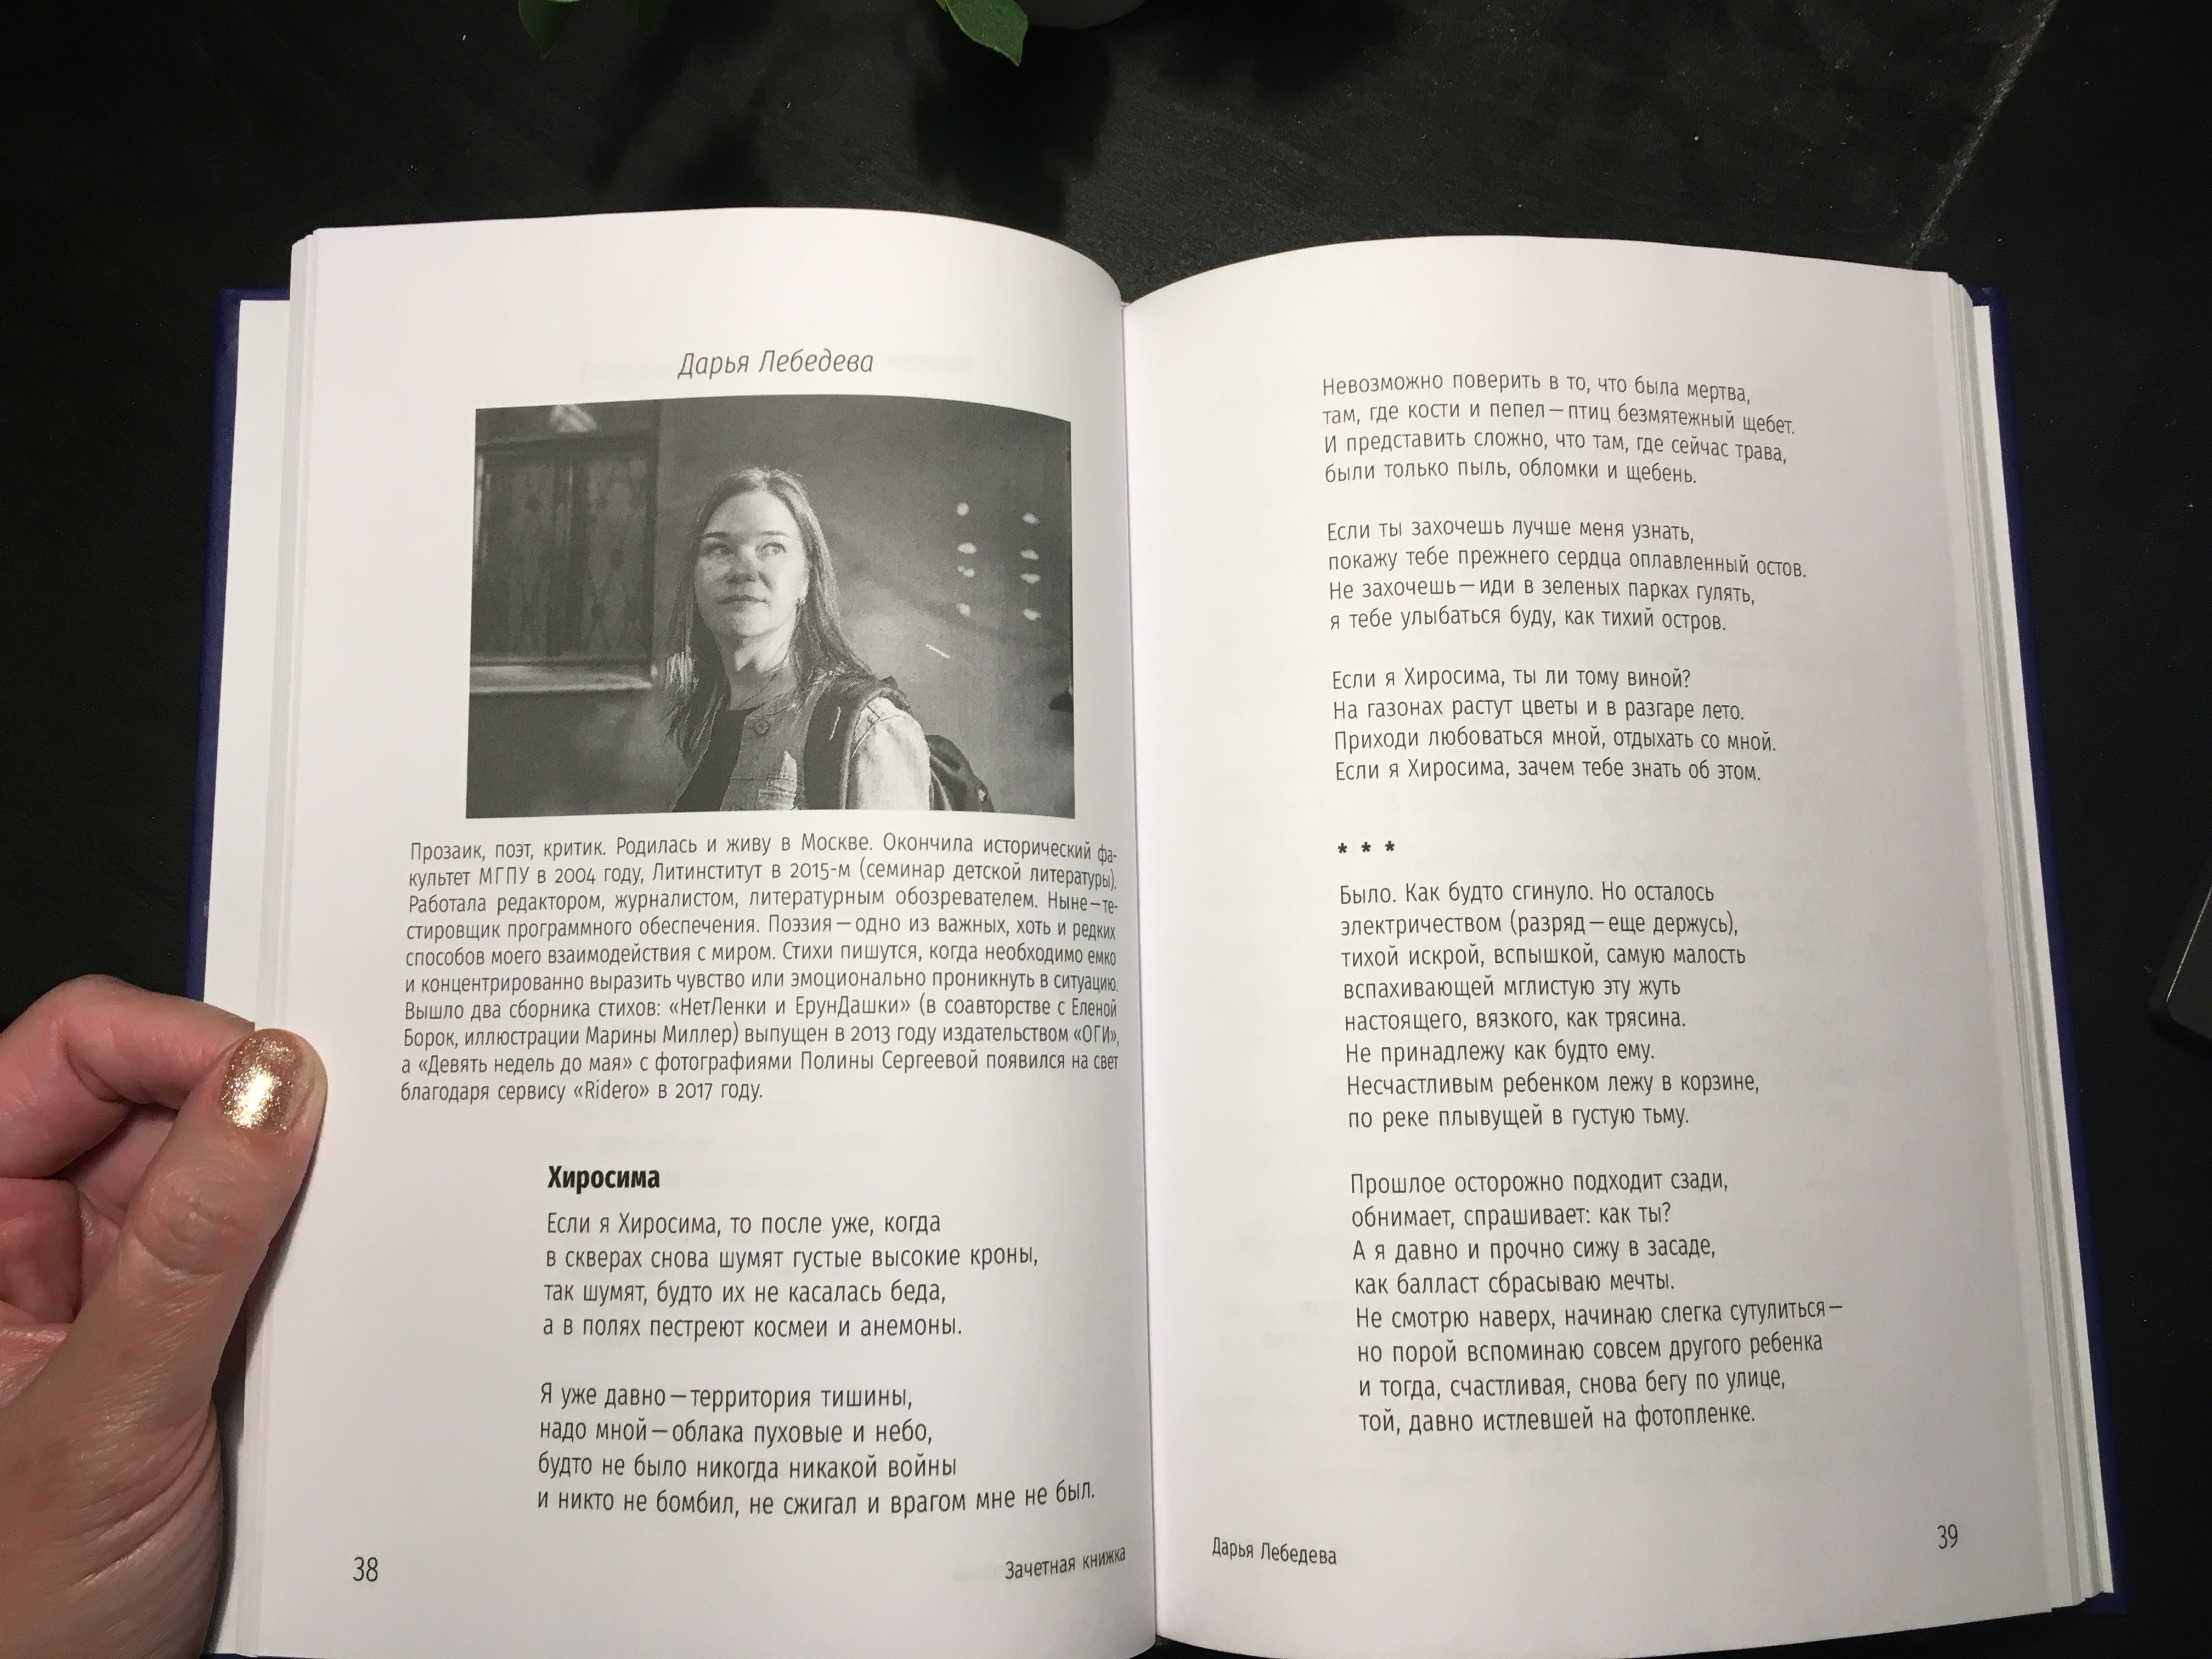 Дарья Лебедева
Прозаик, поэт, критик. Родилась и живу в Москве. Окончила исторический фа-
культет МГПУ в 2004 году, Литинститут в 2015-м (семинар детской литературы).
Работала редактором, журналистом, литературным обозревателем. Ныне — те-
стировщик программного обеспечения. Поэзия — одно из важных, хоть и редких
способов моего взаимодействия с миром. Стихи пишутся, когда необходимо емко
и концентрированно выразить чувство или эмоционально проникнуть в ситуацию.
Вышло два сборника стихов: «НетЛенки и ЕрунДашки» (в соавторстве с Еленой
Борок, иллюстрации Марины Миллер) выпущен в 2013 году издательством «ОГИ»,
а «Девять недель до мая» с фотографиями Полины Сергеевой появился на свет
благодаря сервису «Ridero» в 2017 году.
Хиросима
Если я Хиросима, то после уже, когда
в скверах снова шумят густые высокие кроны,
так шумят, будто их не касалась беда,
а в полях пестреют космеи и анемоны.
Я уже давно — территория тишины,
надо мной — облака пуховые и небо,
будто не было никогда никакой войны
и никто не бомбил, не сжигал и врагом мне не был.
38
Зачетная книжка
Невозможно поверить в то, что была мертва,
там, где кости и пепел — птиц безмятежный щебет.
И представить сложно, что там, где сейчас трава,
были только пыль, обломки и щебень.
Если ты захочешь лучше меня узнать,
покажу тебе прежнего сердца оплавленный остов.
Не захочешь — иди в зеленых парках гулять,
я тебе улыбаться буду, как тихий остров.
Если я Хиросима, ты ли тому виной?
На газонах растут цветы и в разгаре лето.
Приходи любоваться мной, отдыхать со мной.
Если я Хиросима, зачем тебе знать об этом.
* * *
Было. Как будто сгинуло. Но осталось
электричеством (разряд — еще держусь),
тихой искрой, вспышкой, самую малость
вспахивающей мглистую эту жуть
настоящего, вязкого, как трясина.
Не принадлежу как будто ему.
Несчастливым ребенком лежу в корзине,
по реке плывущей в густую тьму.
Прошлое осторожно подходит сзади,
обнимает, спрашивает: как ты?
А я давно и прочно сижу в засаде,
как балласт сбрасываю мечты.
Не смотрю наверх, начинаю слегка сутулиться —
но порой вспоминаю совсем другого ребенка
и тогда, счастливая, снова бегу по улице,
той, давно истлевшей на фотопленке.
Дарья Лебедева
39